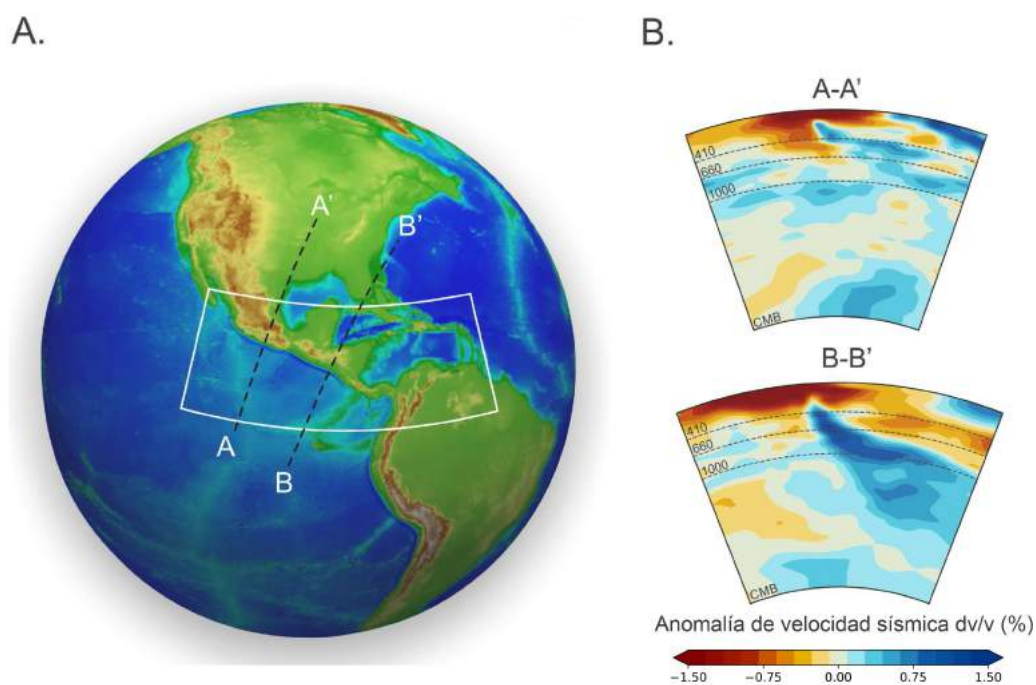 A.
B.
A-A'
410
660
1000
CMB
A'
B'
A
B
B-B'
410
660
1000
CMB
Anomalía de velocidad sísmica dv/v (%)
−1.50 −0.75 0.00 0.75 1.50